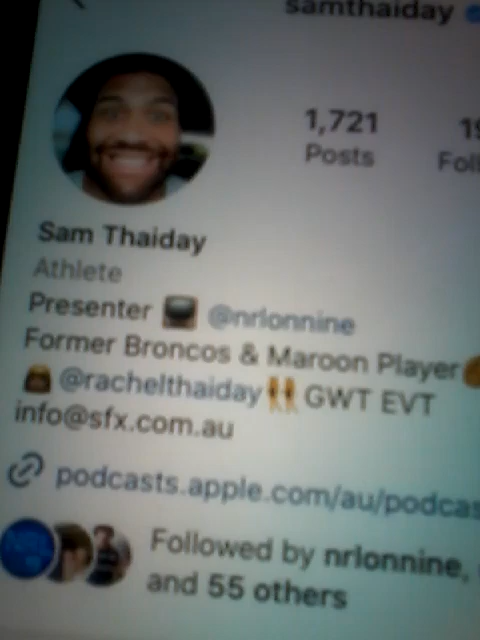 samthaiday
1,721
Posts
Sam Thaiday
Athlete
Presenter 📺 @nrlonnine
Former Broncos & Maroon Player
@rachelthaiday 👯 GWT EVT
info@sfx.com.au
podcasts.apple.com/au/podcas
Followed by nrlonnine,
and 55 others